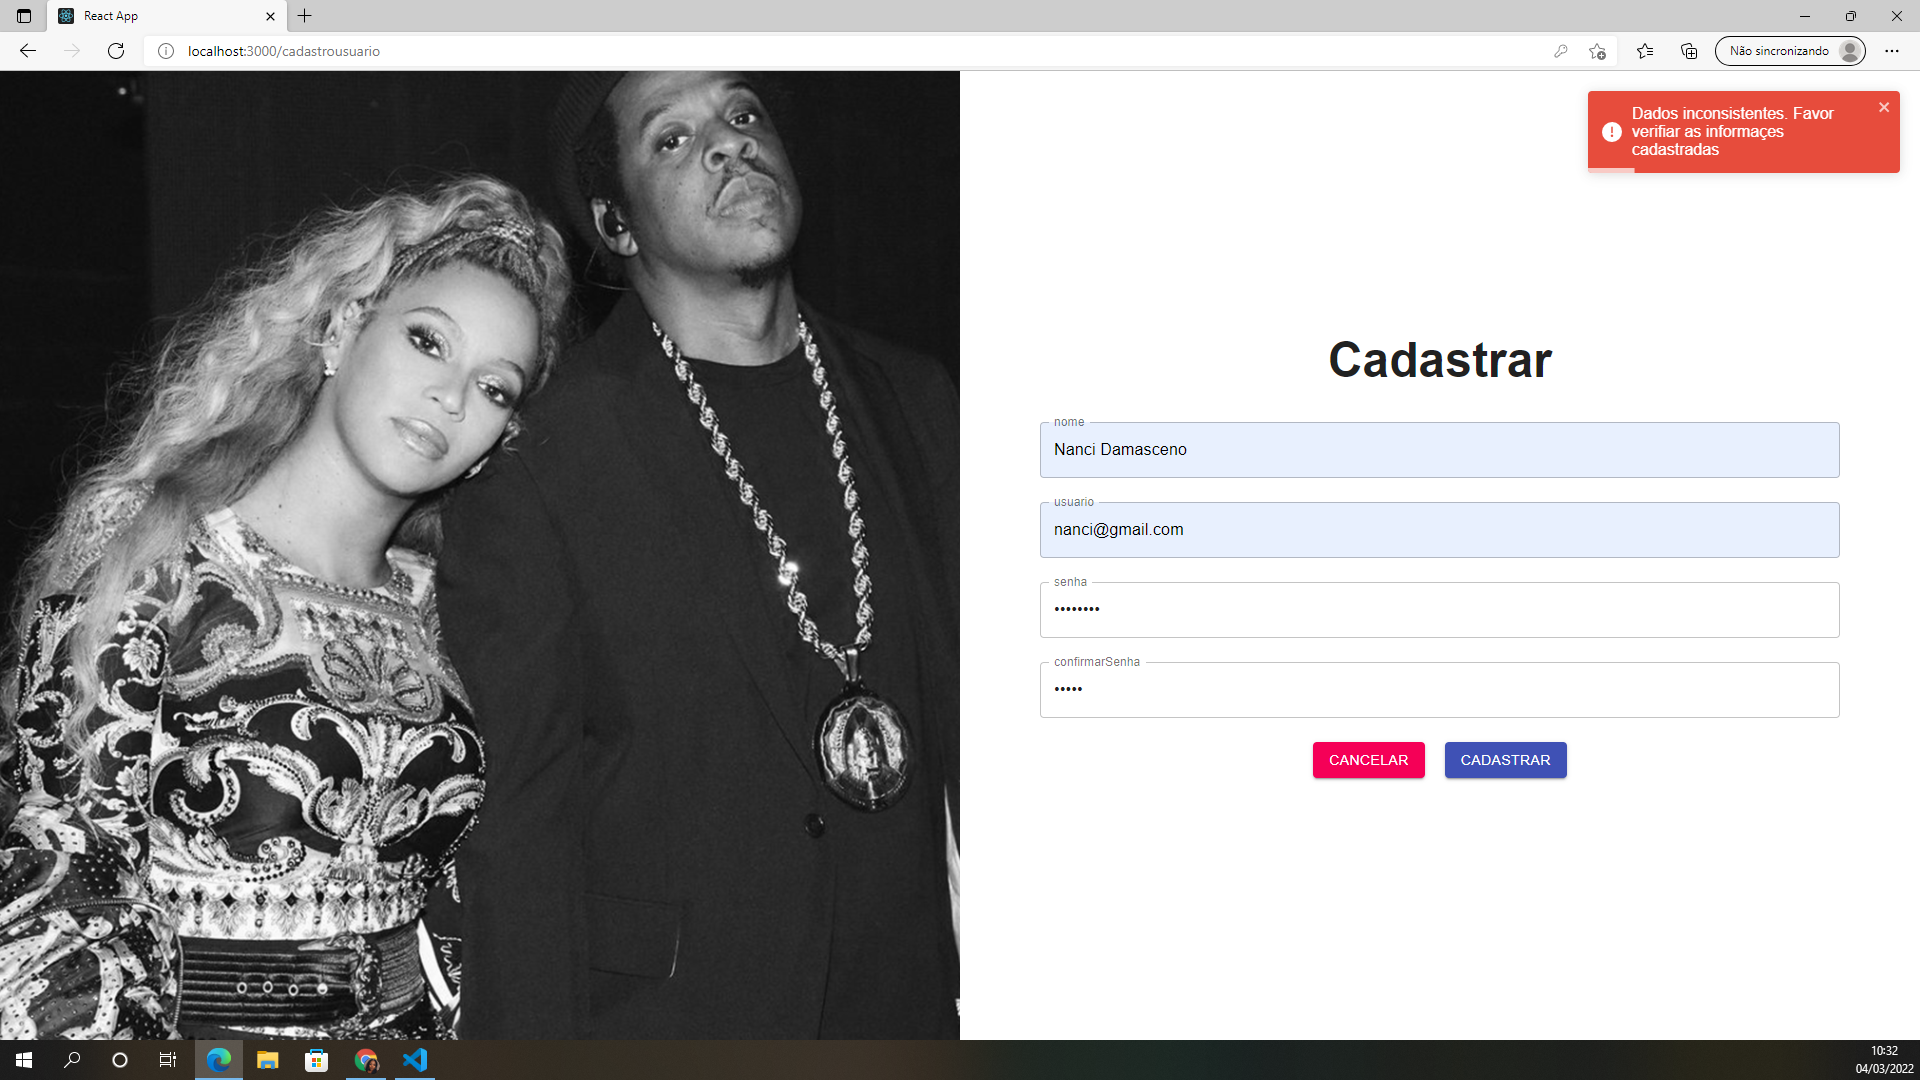 React App
localhost:3000/cadastrousuario
Não sincronizando
Dados inconsistentes. Favor
verifiar as informaçes
cadastradas
Cadastrar
nome
Nanci Damasceno
usuario
nanci@gmail.com
senha
••••••••
confirmarSenha
•••••
CANCELAR
CADASTRAR
10:32
04/03/2022